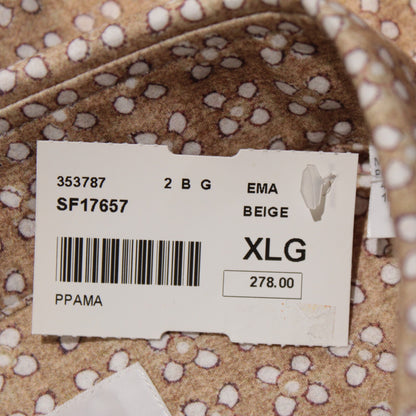 353787 2 B G EMA
SF17657 BEIGE
XLG
278.00
PPAMA